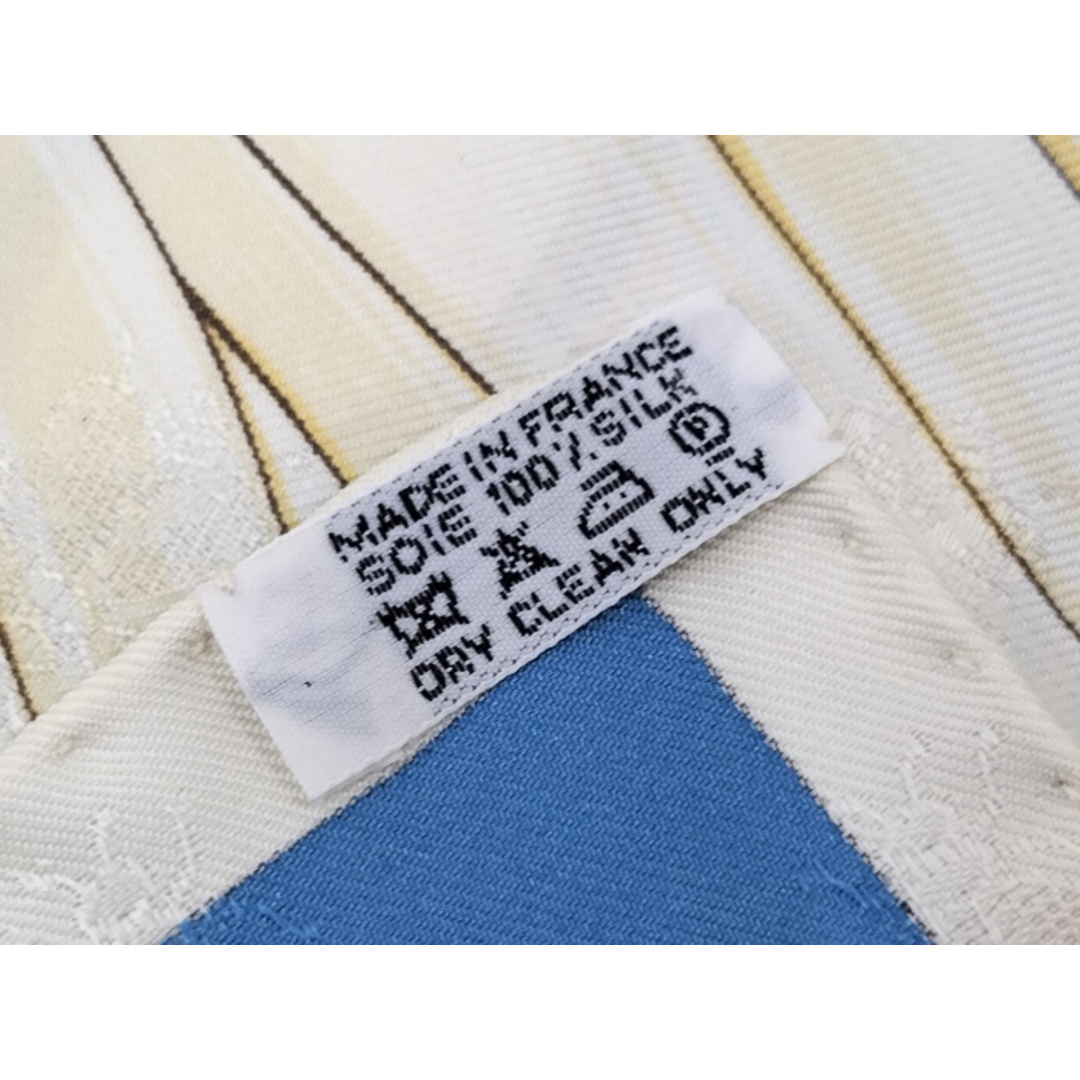 MADE IN FRANCE
SOIE 100% SILK
P
DRY CLEAN ONLY